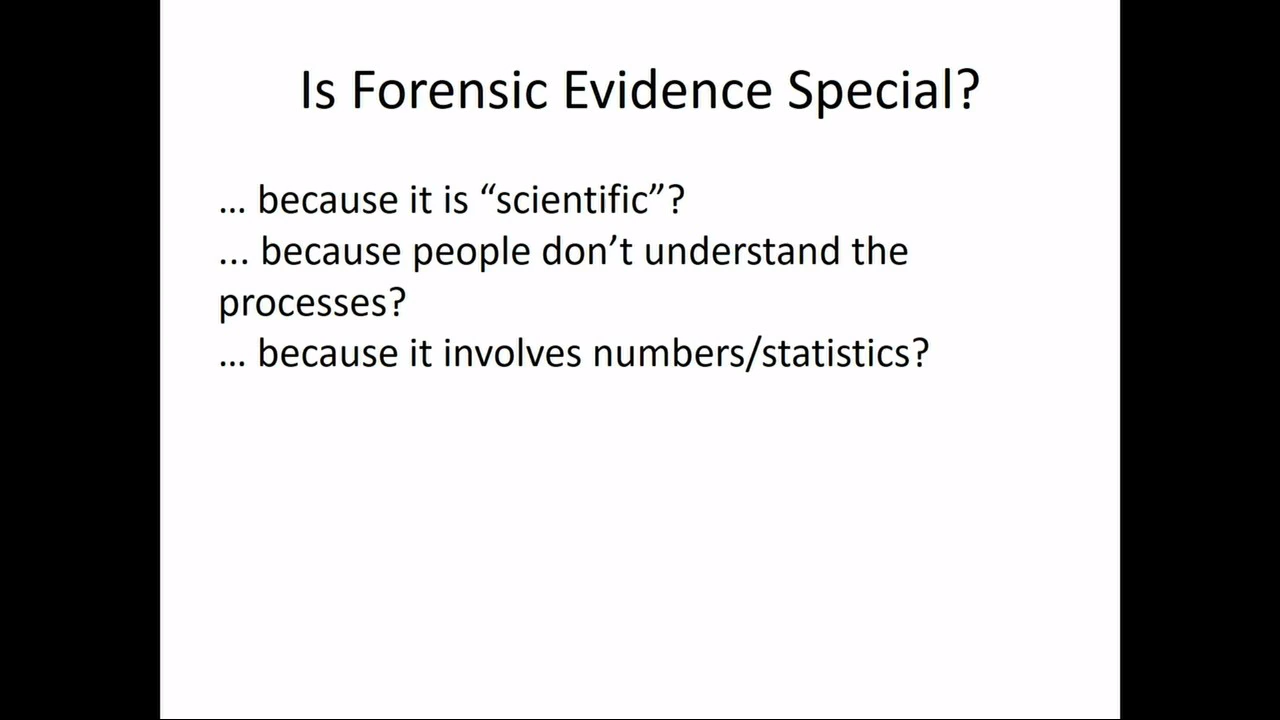 Is Forensic Evidence Special?
... because it is “scientific”?
... because people don’t understand the
processes?
... because it involves numbers/statistics?